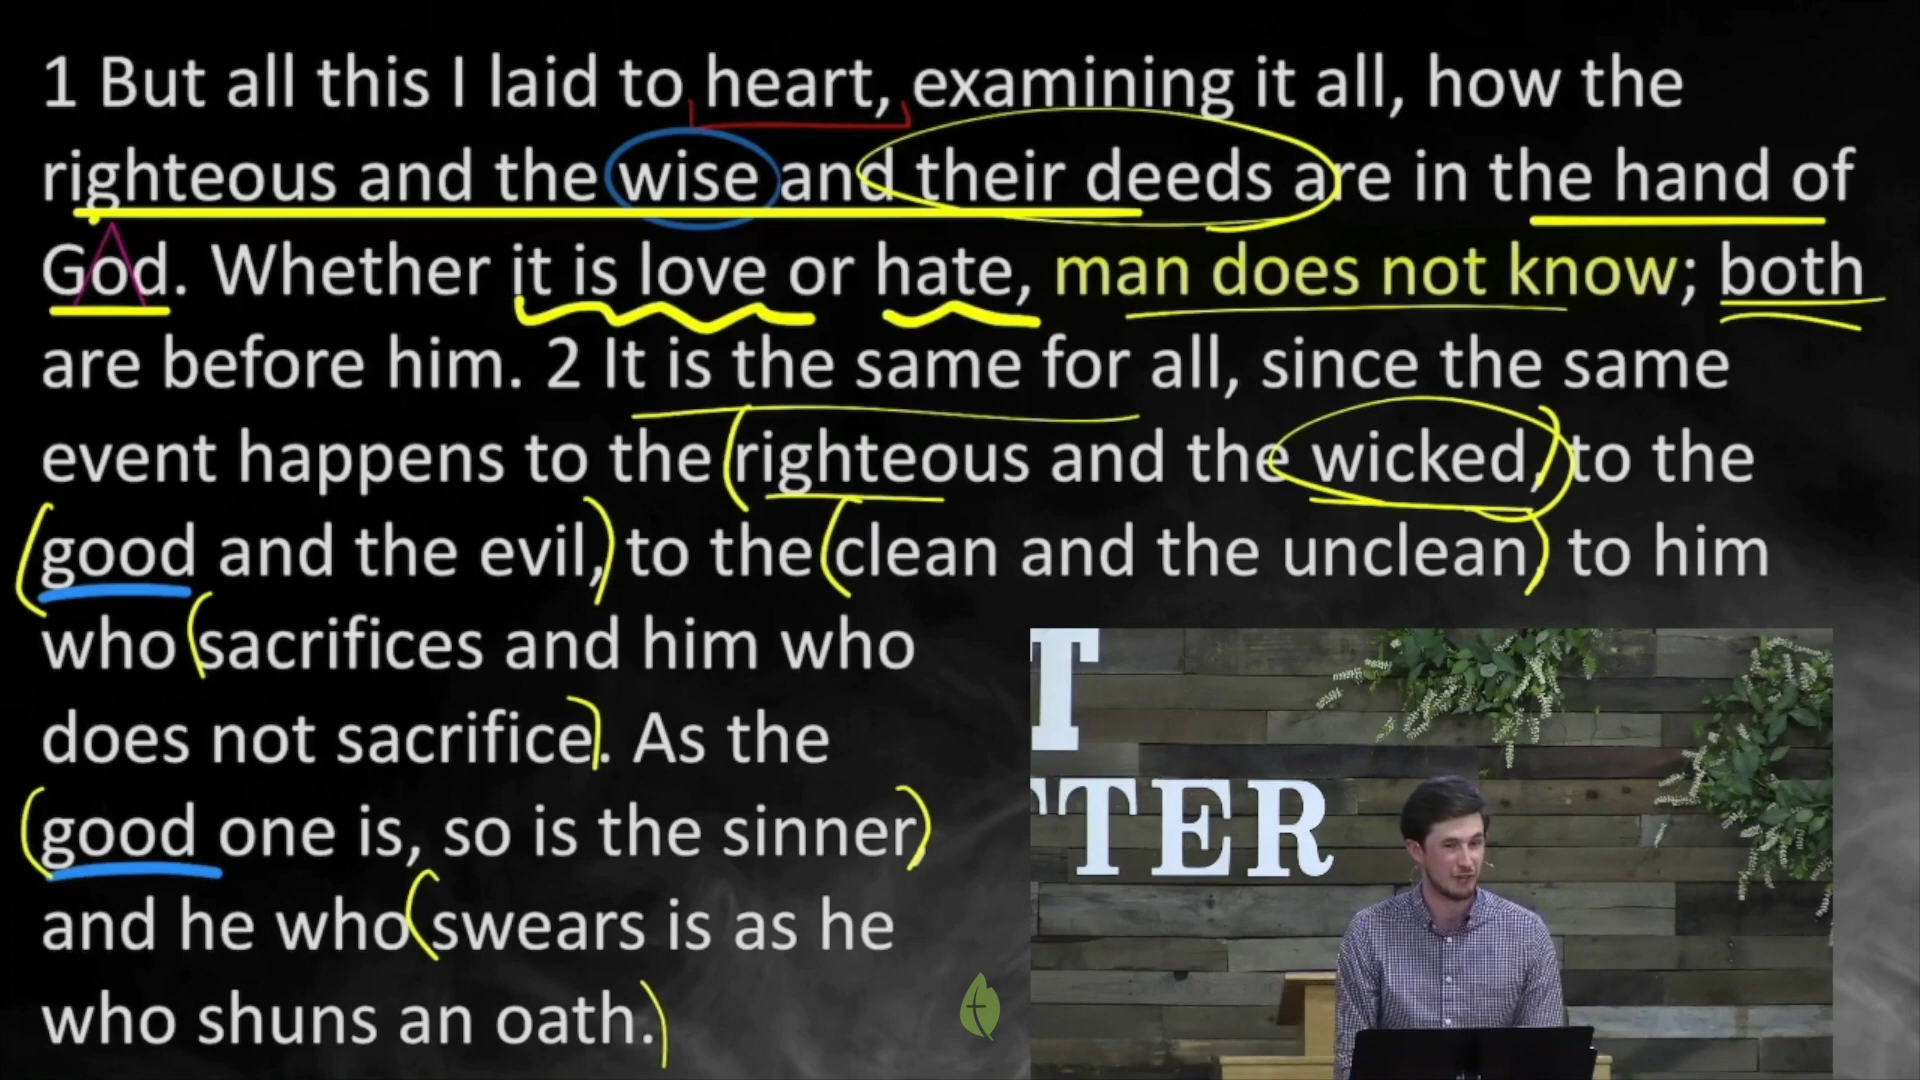 1 But all this I laid to heart, examining it all, how the
righteous and the wise and their deeds are in the hand of
God. Whether it is love or hate, man does not know; both
are before him. 2 It is the same for all, since the same
event happens to the righteous and the wicked, to the
good and the evil, to the clean and the unclean, to him
who sacrifices and him who
does not sacrifice. As the
good one is, so is the sinner,
and he who swears is as he
who shuns an oath.
T
TTER